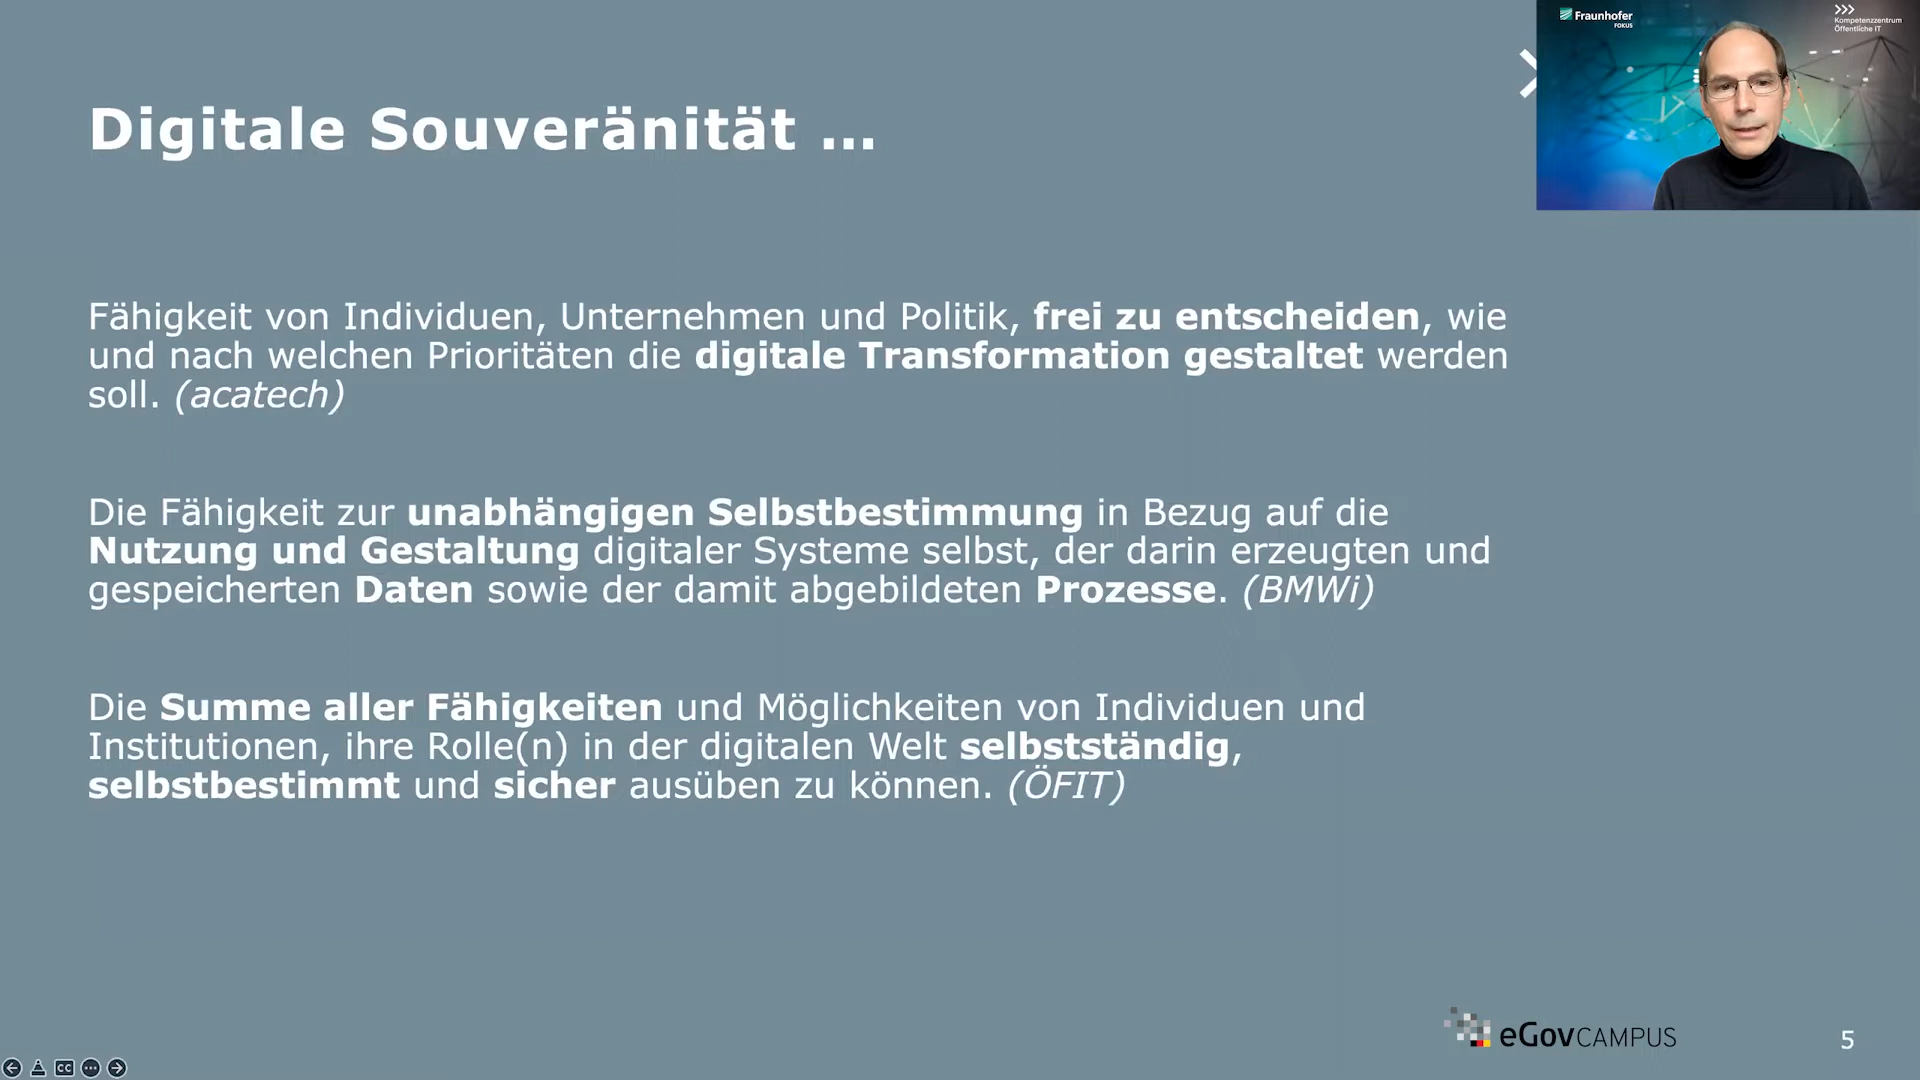 Digitale Souveränität ...
Fraunhofer
FOKUS
Kompetenzzentrum
Öffentliche IT
Fähigkeit von Individuen, Unternehmen und Politik, frei zu entscheiden, wie
und nach welchen Prioritäten die digitale Transformation gestaltet werden
soll. (acatech)
Die Fähigkeit zur unabhängigen Selbstbestimmung in Bezug auf die
Nutzung und Gestaltung digitaler Systeme selbst, der darin erzeugten und
gespeicherten Daten sowie der damit abgebildeten Prozesse. (BMWi)
Die Summe aller Fähigkeiten und Möglichkeiten von Individuen und
Institutionen, ihre Rolle(n) in der digitalen Welt selbstständig,
selbstbestimmt und sicher ausüben zu können. (ÖFIT)
eGovCAMPUS
5
CC